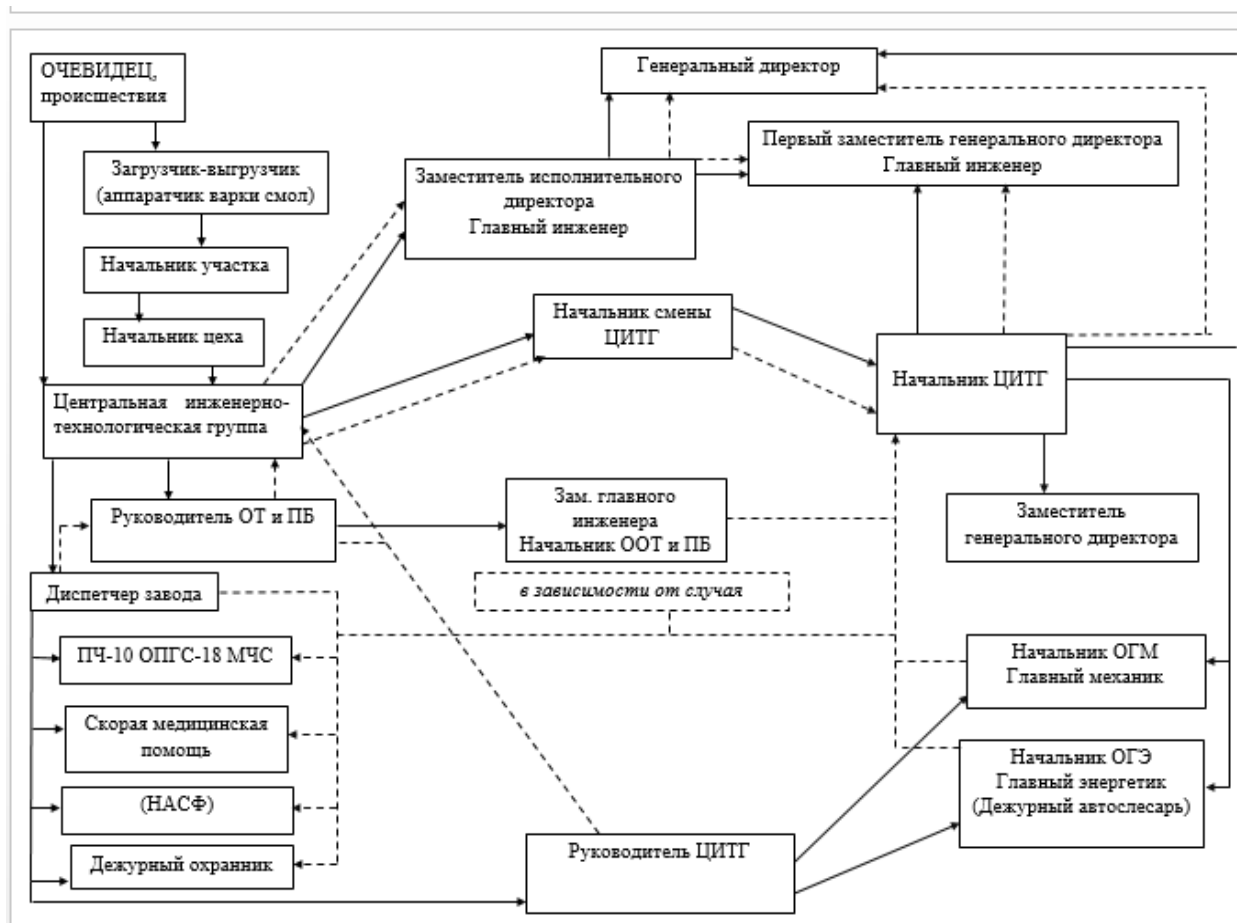 ОЧЕВИДЕЦ,
происшествия
Генеральный директор
Первый заместитель генерального директора
Главный инженер
Загрузчик-выгрузчик
(аппаратчик варки смол)
Заместитель исполнительного
директора
Главный инженер
Начальник участка
Начальник смены
ЦИТГ
Начальник цеха
Начальник ЦИТГ
Центральная инженерно-
технологическая группа
Руководитель ОТ и ПБ
Зам. главного
инженера
Начальник ООТ и ПБ
Заместитель
генерального директора
в зависимости от случая
Диспетчер завода
ПЧ-10 ОПГС-18 МЧС
Начальник ОГМ
Главный механик
Скорая медицинская
помощь
Начальник ОГЭ
Главный энергетик
(Дежурный автослесарь)
(НАСФ)
Руководитель ЦИТГ
Дежурный охранник